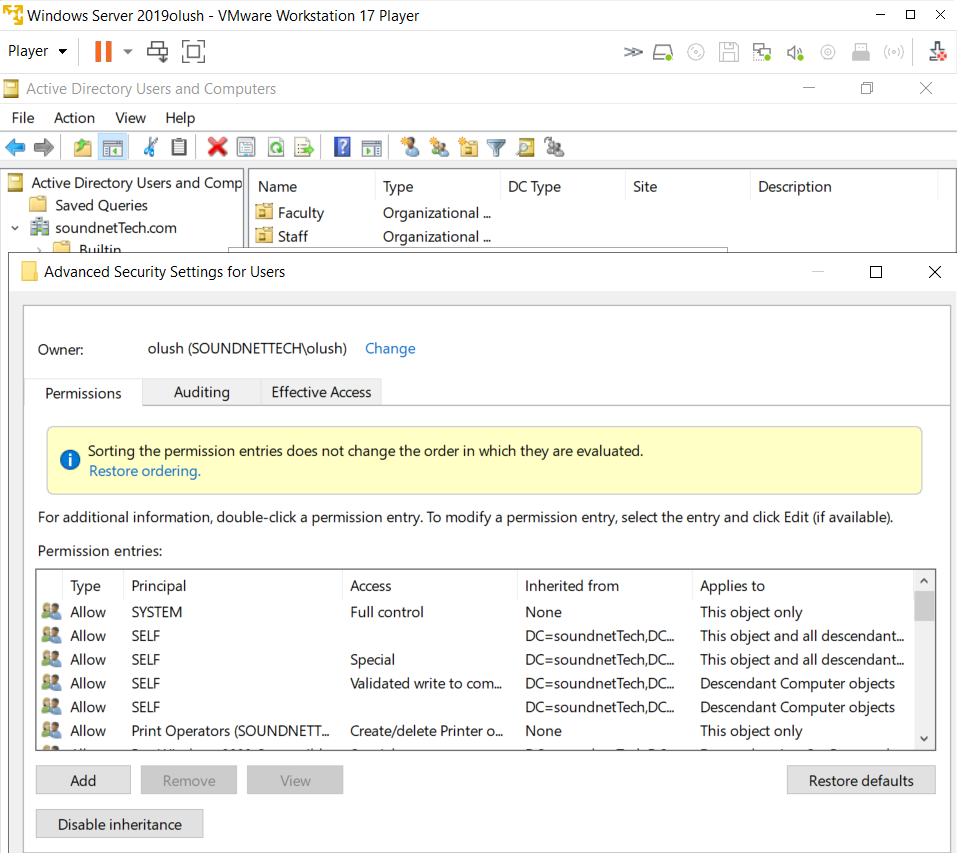 Windows Server 2019olush - VMware Workstation 17 Player
Player
Active Directory Users and Computers
File Action View Help
Active Directory Users and Comp
Saved Queries
soundnetTech.com
Builtin
Name Type DC Type Site Description
Faculty Organizational ...
Staff Organizational ...
Advanced Security Settings for Users
Owner: olush (SOUNDNETTECH\olush) Change
Permissions Auditing Effective Access
Sorting the permission entries does not change the order in which they are evaluated.
Restore ordering.
For additional information, double-click a permission entry. To modify a permission entry, select the entry and click Edit (if available).
Permission entries:
Type Principal Access Inherited from Applies to
Allow SYSTEM Full control None This object only
Allow SELF DC=soundnetTech,DC... This object and all descendant...
Allow SELF Special DC=soundnetTech,DC... This object and all descendant...
Allow SELF Validated write to com... DC=soundnetTech,DC... Descendant Computer objects
Allow SELF DC=soundnetTech,DC... Descendant Computer objects
Allow Print Operators (SOUNDNETT... Create/delete Printer o... None This object only
Add Remove View Restore defaults
Disable inheritance